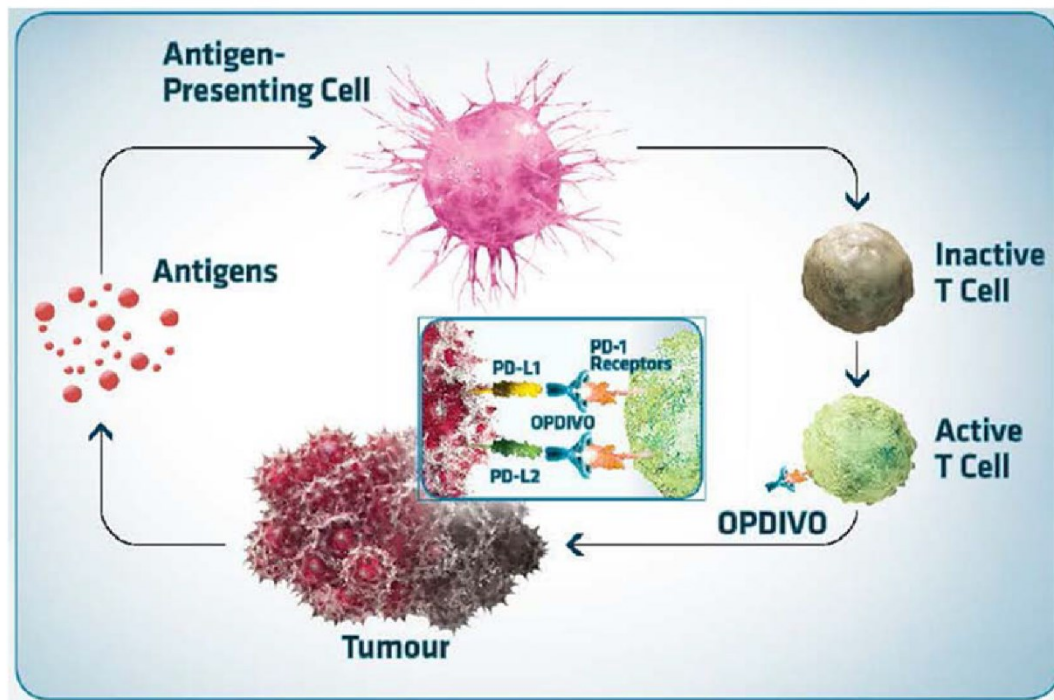 Antigen-
Presenting Cell
Antigens
Inactive
T Cell
PD-L1
PD-1
Receptors
OPDIVO
PD-L2
Active
T Cell
OPDIVO
Tumour